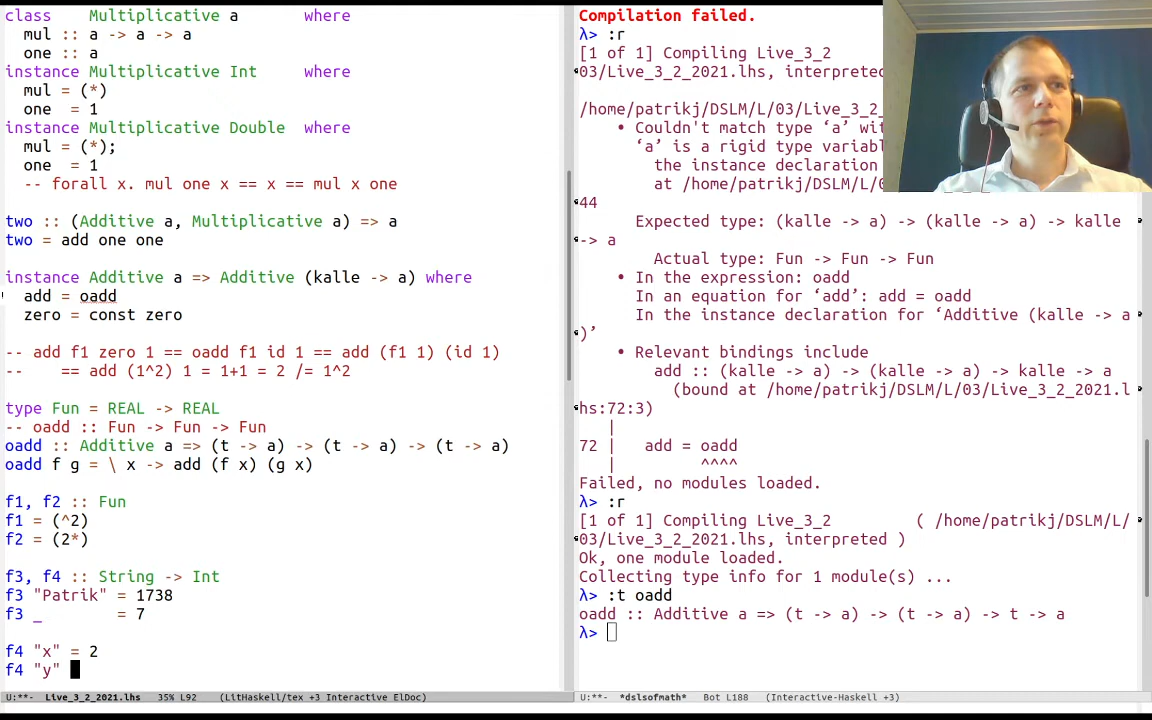 class    Multiplicative a         where
  mul :: a -> a -> a
  one :: a
instance Multiplicative Int      where
  mul = (*)
  one  = 1
instance Multiplicative Double  where
  mul = (*);
  one  = 1
  -- forall x. mul one x == x == mul x one
two :: (Additive a, Multiplicative a) => a
two = add one one
instance Additive a => Additive (kalle -> a) where
  add = oadd
  zero = const zero
-- add f1 zero 1 == oadd f1 id 1 == add (f1 1) (id 1)
--    == add (1^2) 1 = 1+1 = 2 /= 1^2
type Fun = REAL -> REAL
-- oadd :: Fun -> Fun -> Fun
oadd :: Additive a => (t -> a) -> (t -> a) -> (t -> a)
oadd f g = \ x -> add (f x) (g x)
f1, f2 :: Fun
f1 = (^2)
f2 = (2*)
f3, f4 :: String -> Int
f3 "Patrik" = 1738
f3 _        = 7
f4 "x" = 2
f4 "y"
U:**-  Live_3_2_2021.lhs   35% L92    (LitHaskell/tex +3 Interactive ElDoc)
Compilation failed.
λ> :r
[1 of 1] Compiling Live_3_2
03/Live_3_2_2021.lhs, interpreted
/home/patrikj/DSLM/L/03/Live_3_2_
    • Couldn't match type ‘a’ wit
      ‘a’ is a rigid type variabl
        the instance declaration
        at /home/patrikj/DSLM/L/0
44
      Expected type: (kalle -> a) -> (kalle -> a) -> kalle
-> a
        Actual type: Fun -> Fun -> Fun
    • In the expression: oadd
      In an equation for ‘add’: add = oadd
      In the instance declaration for ‘Additive (kalle -> a
)’
    • Relevant bindings include
        add :: (kalle -> a) -> (kalle -> a) -> kalle -> a
          (bound at /home/patrikj/DSLM/L/03/Live_3_2_2021.l
hs:72:3)
   |
72 |   add = oadd
   |         ^^^^
Failed, no modules loaded.
λ> :r
[1 of 1] Compiling Live_3_2         ( /home/patrikj/DSLM/L/
03/Live_3_2_2021.lhs, interpreted )
Ok, one module loaded.
Collecting type info for 1 module(s) ...
λ> :t oadd
oadd :: Additive a => (t -> a) -> (t -> a) -> t -> a
λ>
U:**-  *dslsofmath*   Bot L188   (Interactive-Haskell +3)